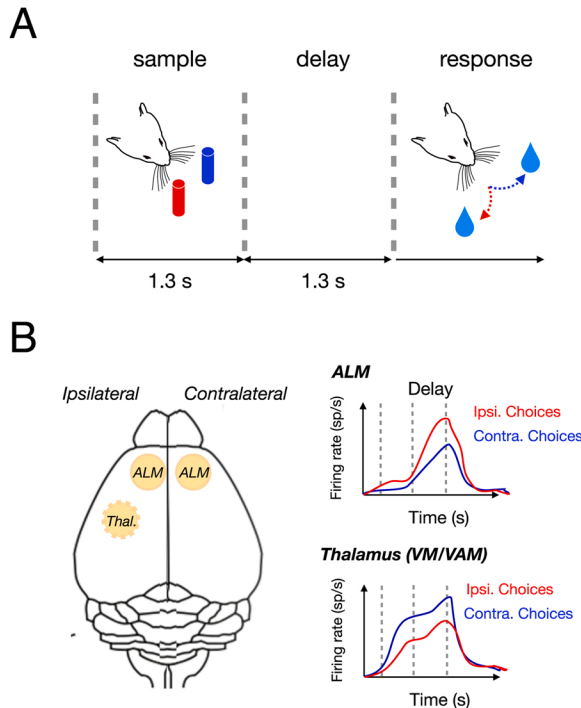 A
sample
delay
response
1.3 s
1.3 s
B
Ipsilateral
Contralateral
ALM
ALM
Thal.
ALM
Delay
Ipsi. Choices
Contra. Choices
Firing rate (sp/s)
Time (s)
Thalamus (VM/VAM)
Ipsi. Choices
Contra. Choices
Firing rate (sp/s)
Time (s)